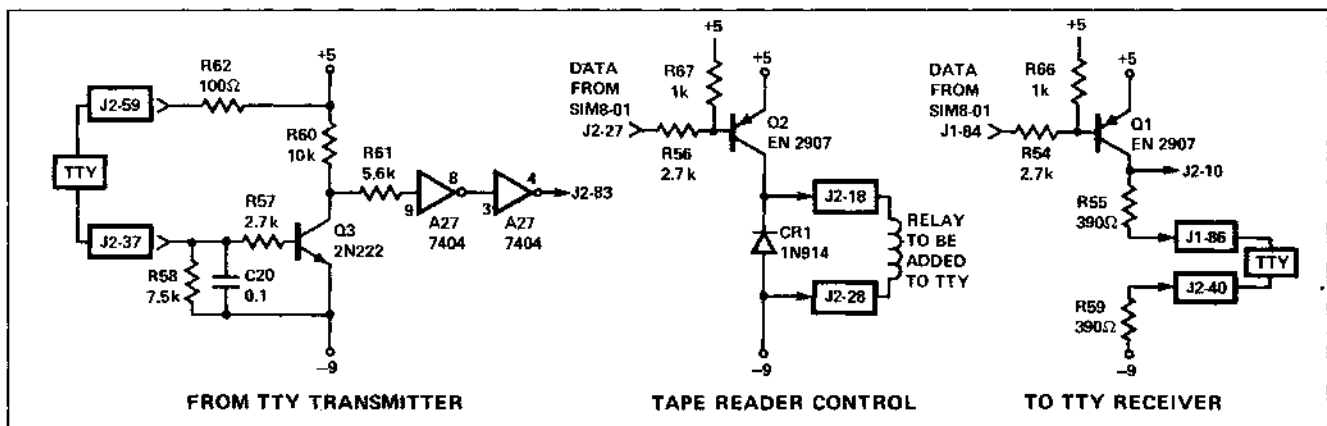 +5
R62
100Ω
J2-59
TTY
R60
10k
R61
5.6k
8
4
J2-83
9
3
A27
7404
A27
7404
R57
2.7k
J2-37
Q3
2N222
R58
7.5k
C20
0.1
-9
FROM TTY TRANSMITTER
+5
+5
DATA
FROM
SIM8-01
J2-27
R67
1k
R56
2.7k
Q2
EN 2907
J2-18
CR1
1N914
RELAY
TO BE
ADDED
TO TTY
J2-28
-9
TAPE READER CONTROL
+5
+5
DATA
FROM
SIM8-01
J1-84
R66
1k
R54
2.7k
Q1
EN 2907
J2-10
R55
390Ω
J1-86
TTY
J2-40
R59
390Ω
-9
TO TTY RECEIVER